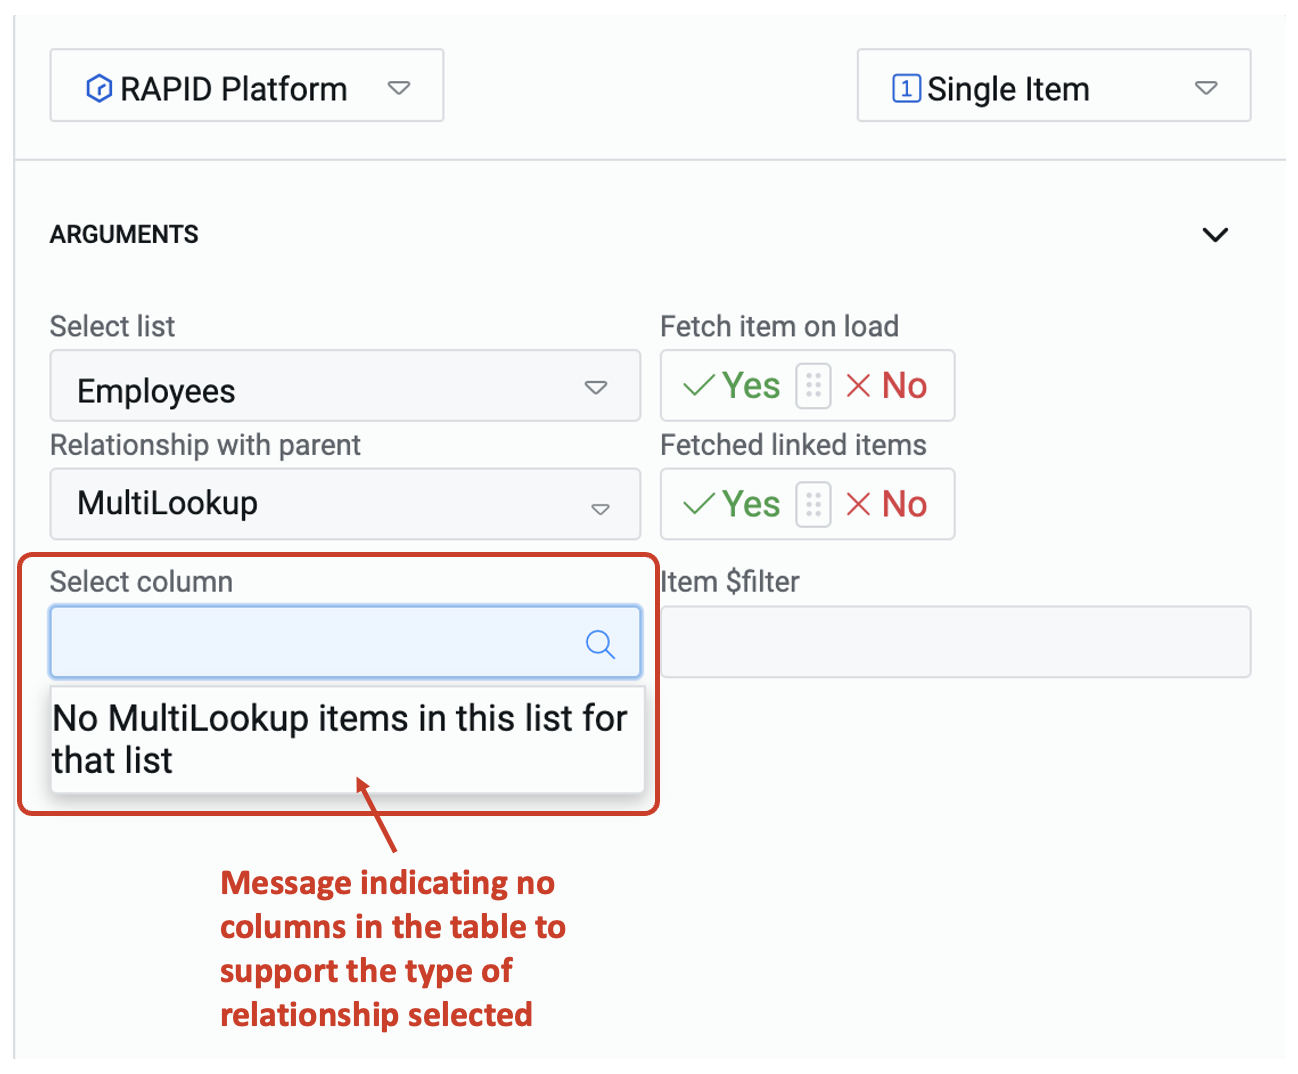 RAPID Platform
1 Single Item
ARGUMENTS
Select list
Fetch item on load
Employees
Yes No
Relationship with parent
Fetched linked items
MultiLookup
Yes No
Select column
Item $filter
No MultiLookup items in this list for
that list
Message indicating no
columns in the table to
support the type of
relationship selected